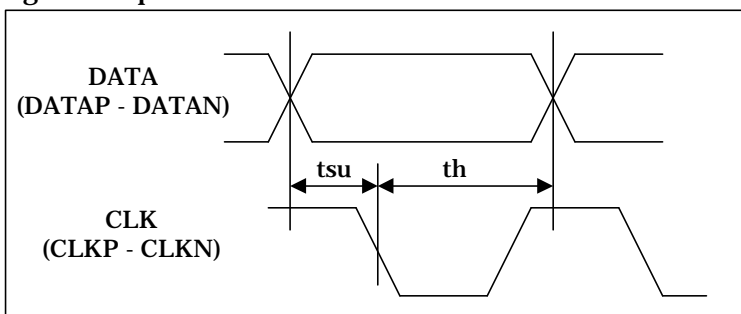 DATA
(DATAP - DATAN)
tsu
th
CLK
(CLKP - CLKN)